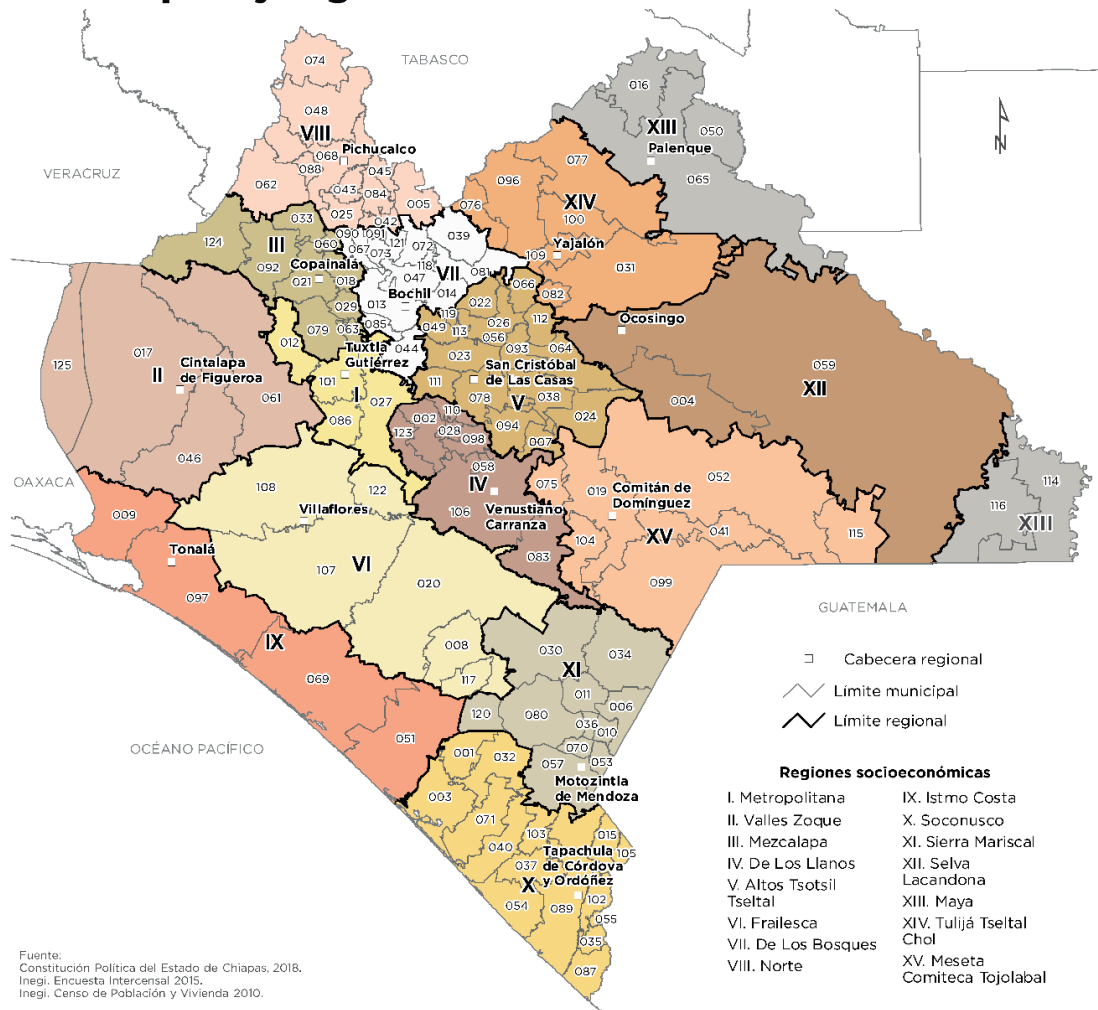 TABASCO
074
016
048
VIII
XIII
050
Pichucalco
068
Palenque
077
045
088
VERACRUZ
062
096
065
043
084
005
076
XIV
025
100
033
042
124
III
060
090
091
121
072
039
067
073
Yajalón
109
031
092
Copainalá
118
VII
081
021
018
047
066
082
Bochil
014
013
022
029
119
026
112
Ocosingo
079
063
085
049
113
056
012
Tuxtla
Gutiérrez
044
093
064
017
023
059
125
II
Cintalapa
de Figueroa
San Cristóbal
de Las Casas
101
111
XII
061
I
027
078
V
038
004
002
110
024
086
094
123
028
098
007
046
058
OAXACA
108
122
IV
075
019
Comitán de
Domínguez
052
114
116
009
Villaflores
106
Venustiano
Carranza
XIII
041
104
XV
115
Tonalá
083
107
VI
020
099
097
GUATEMALA
IX
008
030
034
Cabecera regional
XI
069
117
011
Límite municipal
120
080
006
036
010
Límite regional
051
OCÉANO PACÍFICO
001
032
070
057
053
Motozintla
de Mendoza
003
071
103
015
105
040
Tapachula
de Córdova
y Ordóñez
037
X
054
089
102
055
035
087
Regiones socioeconómicas
I. Metropolitana
II. Valles Zoque
III. Mezcalapa
IV. De Los Llanos
V. Altos Tsotsil
Tseltal
VI. Frailesca
VII. De Los Bosques
VIII. Norte
IX. Istmo Costa
X. Soconusco
XI. Sierra Mariscal
XII. Selva
Lacandona
XIII. Maya
XIV. Tulijá Tseltal
Chol
XV. Meseta
Comiteca Tojolabal
Fuente:
Constitución Política del Estado de Chiapas, 2018.
Inegi. Encuesta Intercensal 2015.
Inegi. Censo de Población y Vivienda 2010.